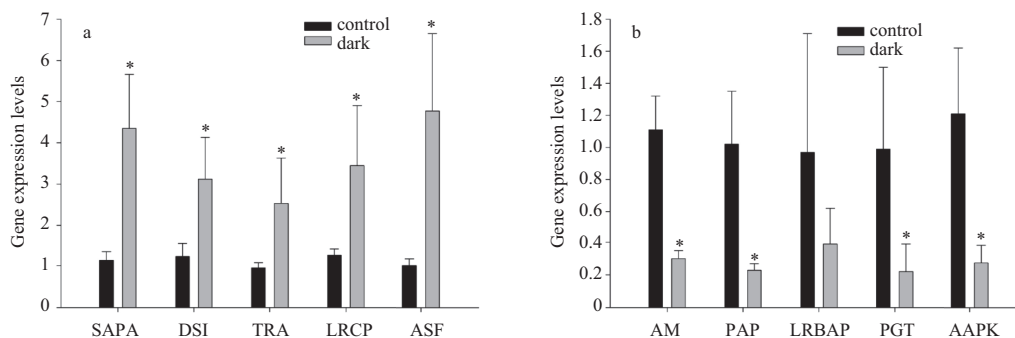 a
control
dark
Gene expression levels
7
6
5
4
3
2
1
0
* * * * *
SAPA DSI TRA LRCP ASF
b
control
dark
Gene expression levels
1.8
1.6
1.4
1.2
1.0
0.8
0.6
0.4
0.2
0
* * * *
AM PAP LRBAP PGT AAPK